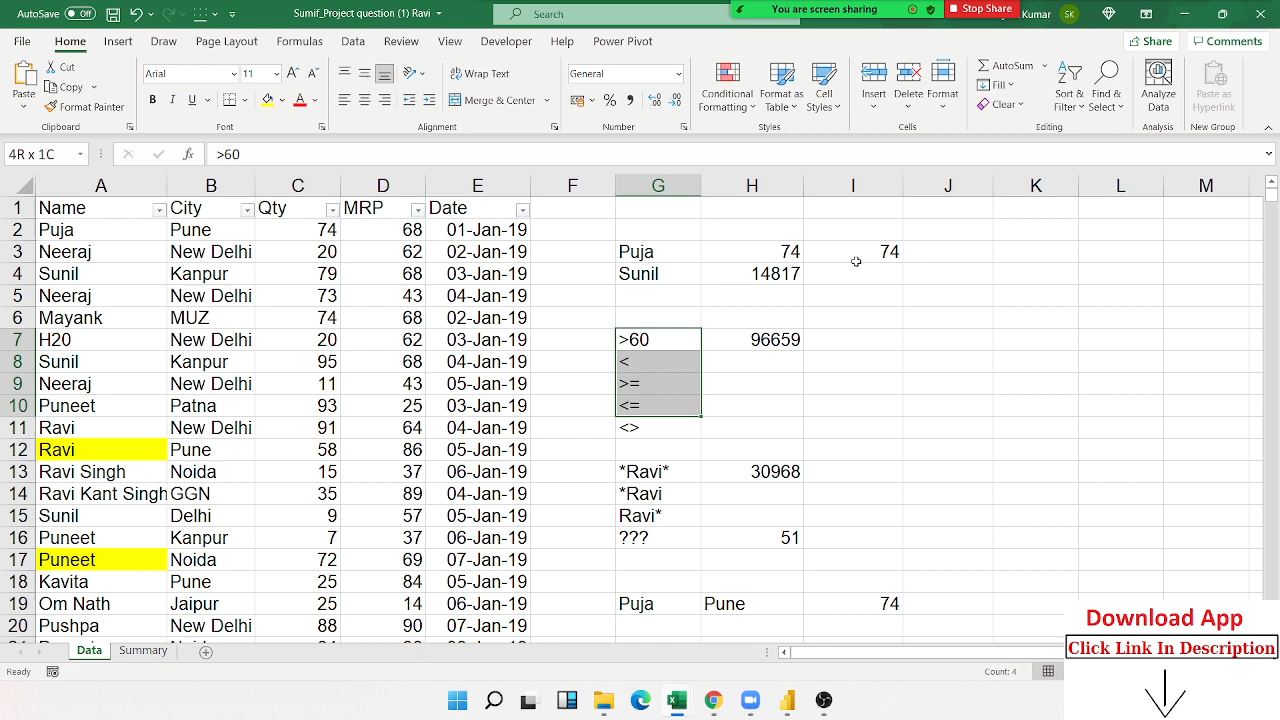 AutoSave Off Sumif_Project question (1) Ravi Search You are screen sharing Stop Share Kumar SK
File Home Insert Draw Page Layout Formulas Data Review View Developer Help Power Pivot Share Comments
Paste Cut Copy Format Painter Clipboard
Arial 11 B I U A Font
Wrap Text Merge & Center Alignment
General % Number
Conditional Formatting Format as Table Cell Styles Styles
Insert Delete Format Cells
AutoSum Fill Clear Sort & Filter Find & Select Editing
Analyze Data Analysis
Paste as Hyperlink New Group
4R x 1C fx >60
A B C D E F G H I J K L M
1 Name City Qty MRP Date
2 Puja Pune 74 68 01-Jan-19
3 Neeraj New Delhi 20 62 02-Jan-19 Puja 74 74
4 Sunil Kanpur 79 68 03-Jan-19 Sunil 14817
5 Neeraj New Delhi 73 43 04-Jan-19
6 Mayank MUZ 74 68 02-Jan-19
7 H20 New Delhi 20 62 03-Jan-19 >60 96659
8 Sunil Kanpur 95 68 04-Jan-19 <
9 Neeraj New Delhi 11 43 05-Jan-19 >=
10 Puneet Patna 93 25 03-Jan-19 <=
11 Ravi New Delhi 91 64 04-Jan-19 <>
12 Ravi Pune 58 86 05-Jan-19
13 Ravi Singh Noida 15 37 06-Jan-19 *Ravi* 30968
14 Ravi Kant Singh GGN 35 89 04-Jan-19 *Ravi
15 Sunil Delhi 9 57 05-Jan-19 Ravi*
16 Puneet Kanpur 7 37 06-Jan-19 ??? 51
17 Puneet Noida 72 69 07-Jan-19
18 Kavita Pune 25 84 05-Jan-19
19 Om Nath Jaipur 25 14 06-Jan-19 Puja Pune 74
20 Pushpa New Delhi 88 90 07-Jan-19
Download App
Click Link In Description
Data Summary
Ready Count: 4